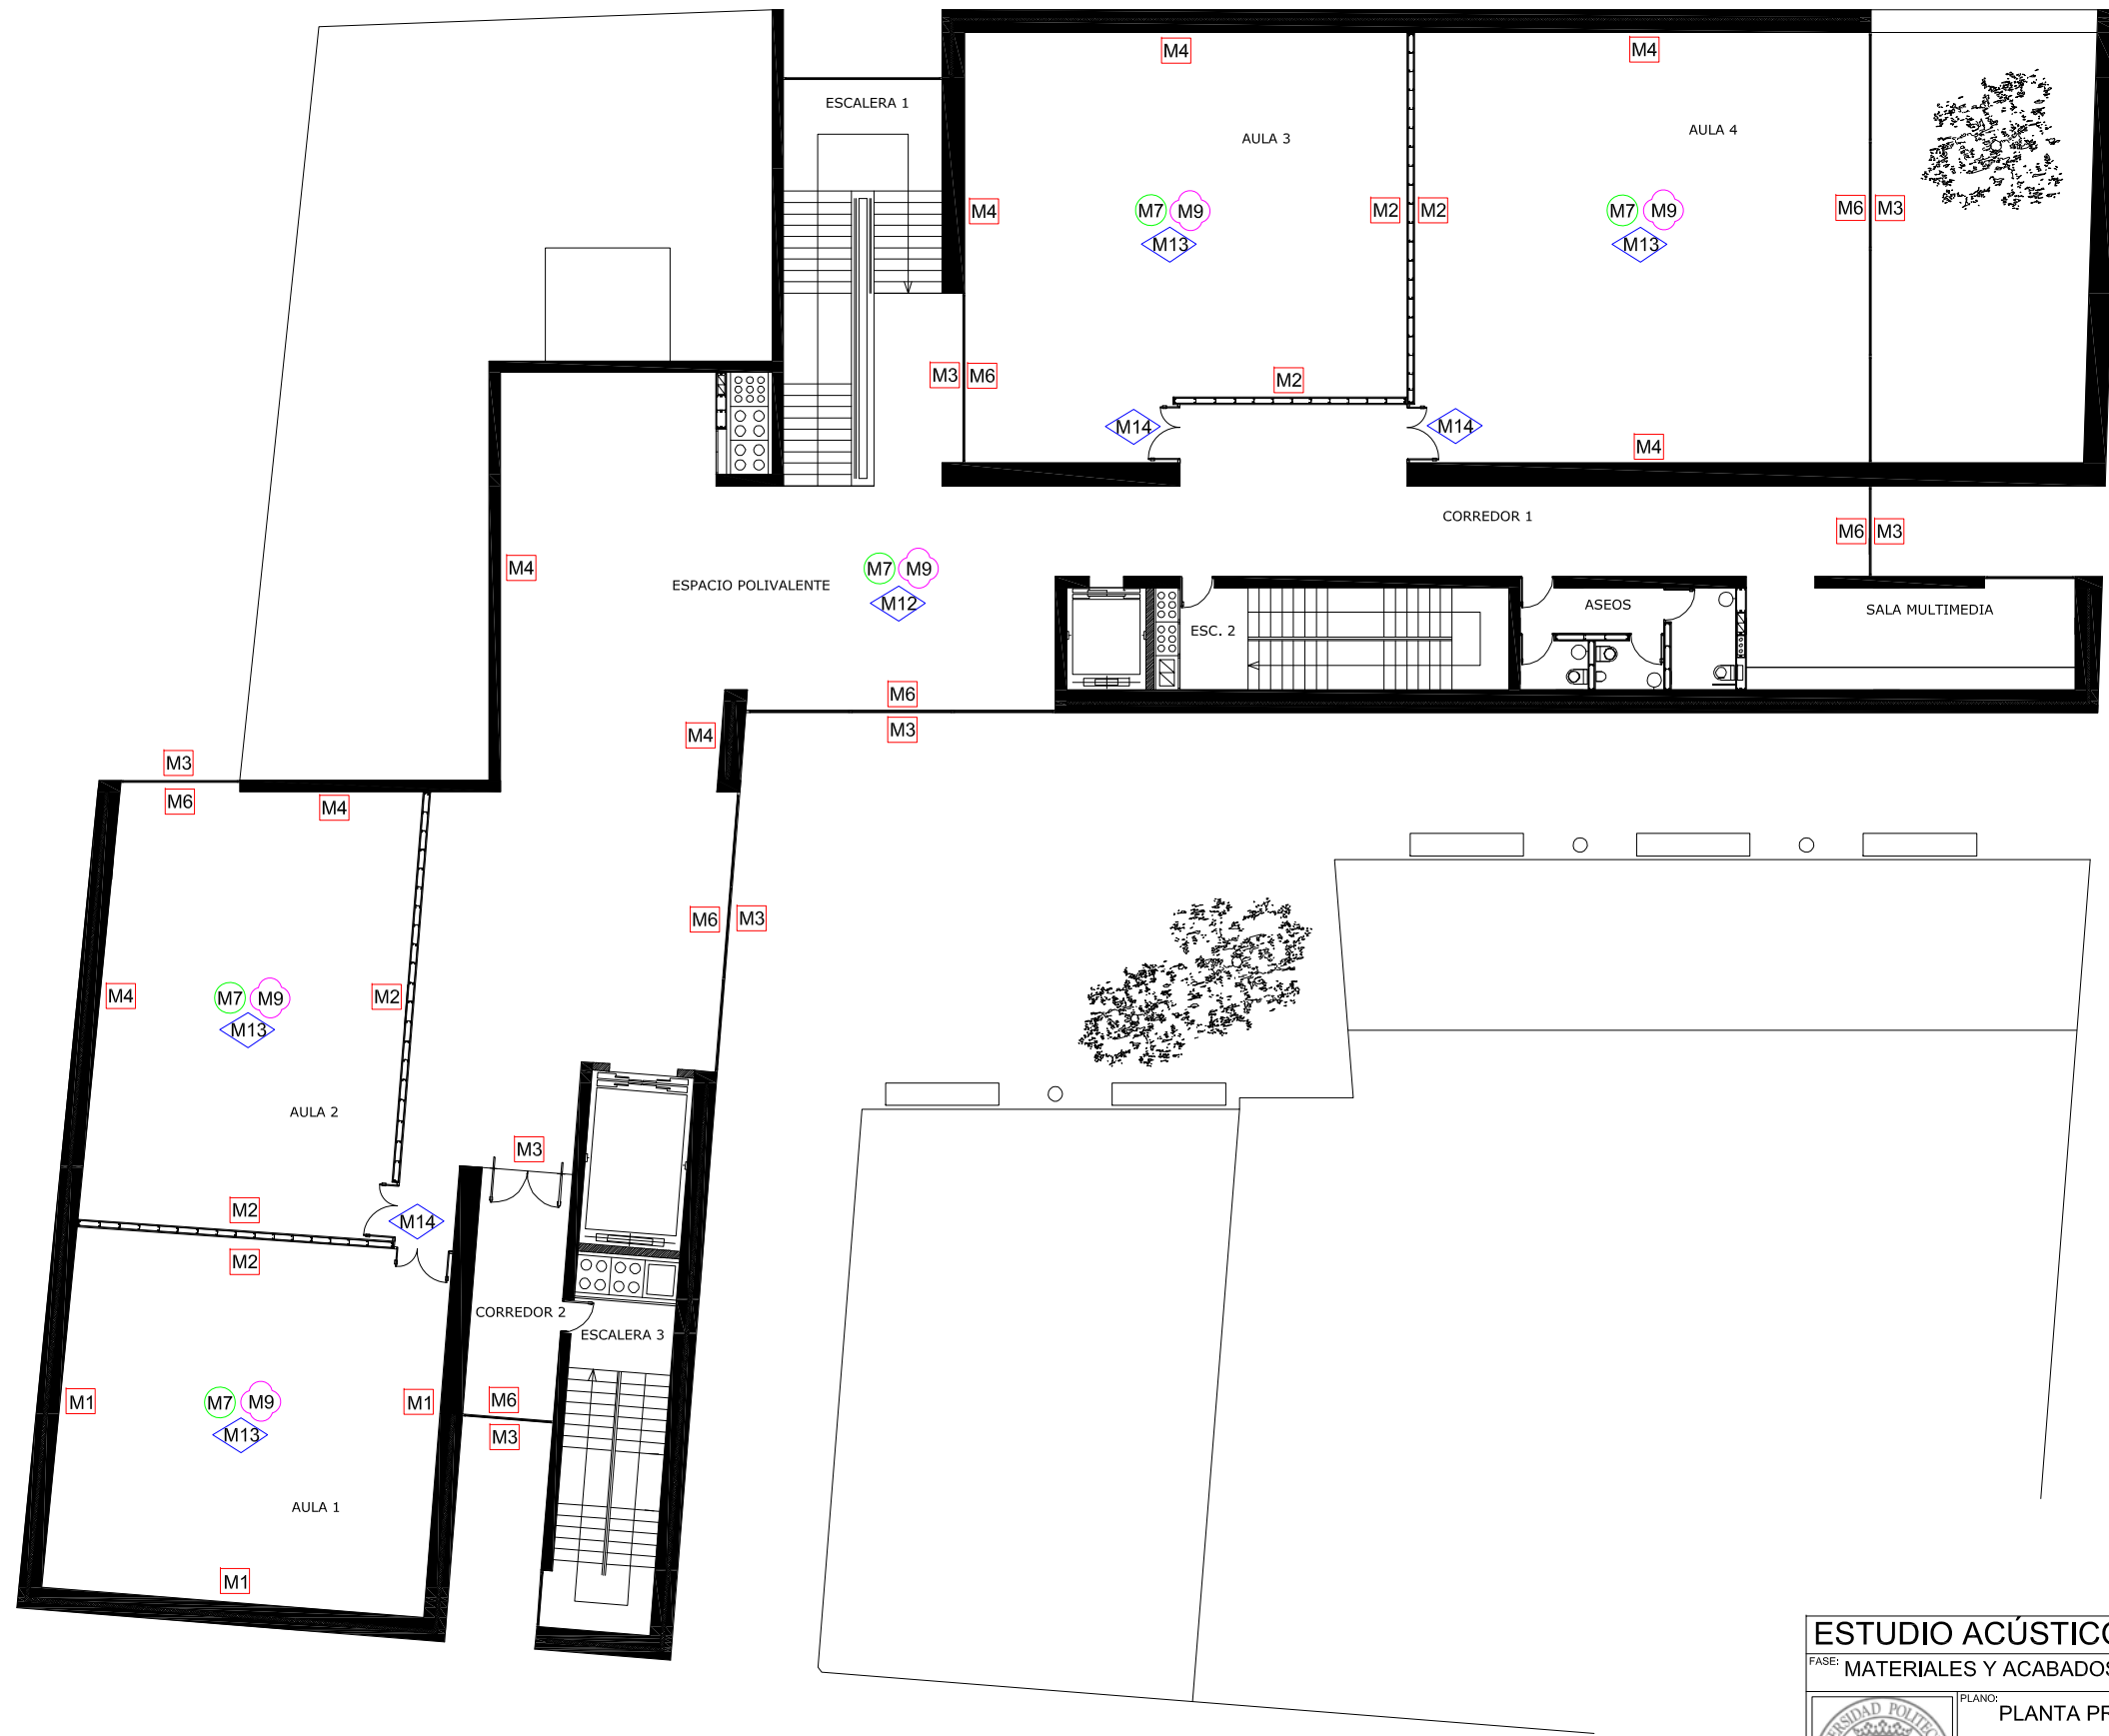 M4
M4
ESCALERA 1
AULA 3
AULA 4
M4
M7 M9
M13
M2 M2
M7 M9
M13
M6 M3
M3 M6
M2
M14
M14
M4
CORREDOR 1
M6 M3
M4
ESPACIO POLIVALENTE
M7 M9
M12
ASEOS
SALA MULTIMEDIA
ESC. 2
M6
M3
M4
M3
M6
M4
M6 M3
M4
M7 M9
M13
M2
AULA 2
M3
M2
M14
M2
CORREDOR 2
ESCALERA 3
M1
M7 M9
M13
M1
M6
M3
AULA 1
M1
ESTUDIO ACÚSTICO
FASE: MATERIALES Y ACABADOS
PLANO:
PLANTA PR